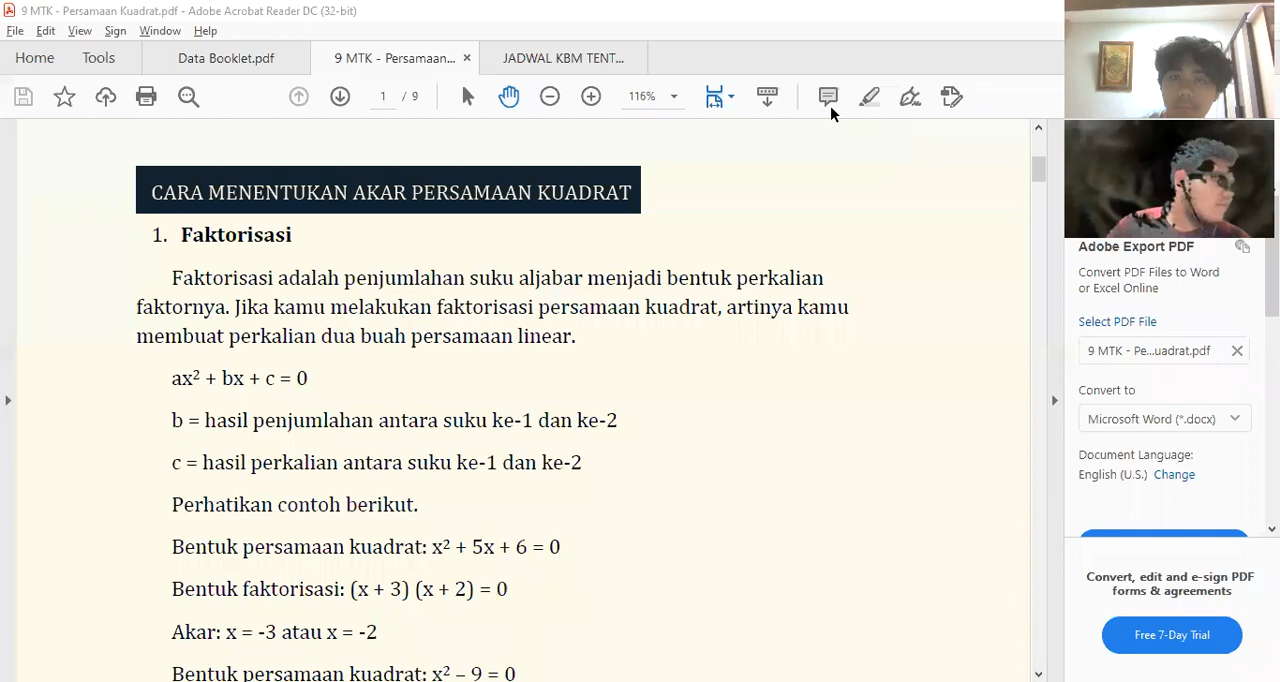 9 MTK - Persamaan Kuadrat.pdf - Adobe Acrobat Reader DC (32-bit)
File Edit View Sign Window Help
Home Tools Data Booklet.pdf 9 MTK - Persamaan... × JADWAL KBM TENT...
1 / 9 116%
CARA MENENTUKAN AKAR PERSAMAAN KUADRAT
1. Faktorisasi
Faktorisasi adalah penjumlahan suku aljabar menjadi bentuk perkalian
faktornya. Jika kamu melakukan faktorisasi persamaan kuadrat, artinya kamu
membuat perkalian dua buah persamaan linear.
ax² + bx + c = 0
b = hasil penjumlahan antara suku ke-1 dan ke-2
c = hasil perkalian antara suku ke-1 dan ke-2
Perhatikan contoh berikut.
Bentuk persamaan kuadrat: x² + 5x + 6 = 0
Bentuk faktorisasi: (x + 3) (x + 2) = 0
Akar: x = -3 atau x = -2
Bentuk persamaan kuadrat: x² – 9 = 0
Adobe Export PDF
Convert PDF Files to Word
or Excel Online
Select PDF File
9 MTK - Pe...uadrat.pdf
Convert to
Microsoft Word (*.docx)
Document Language:
English (U.S.) Change
Convert, edit and e-sign PDF
forms & agreements
Free 7-Day Trial